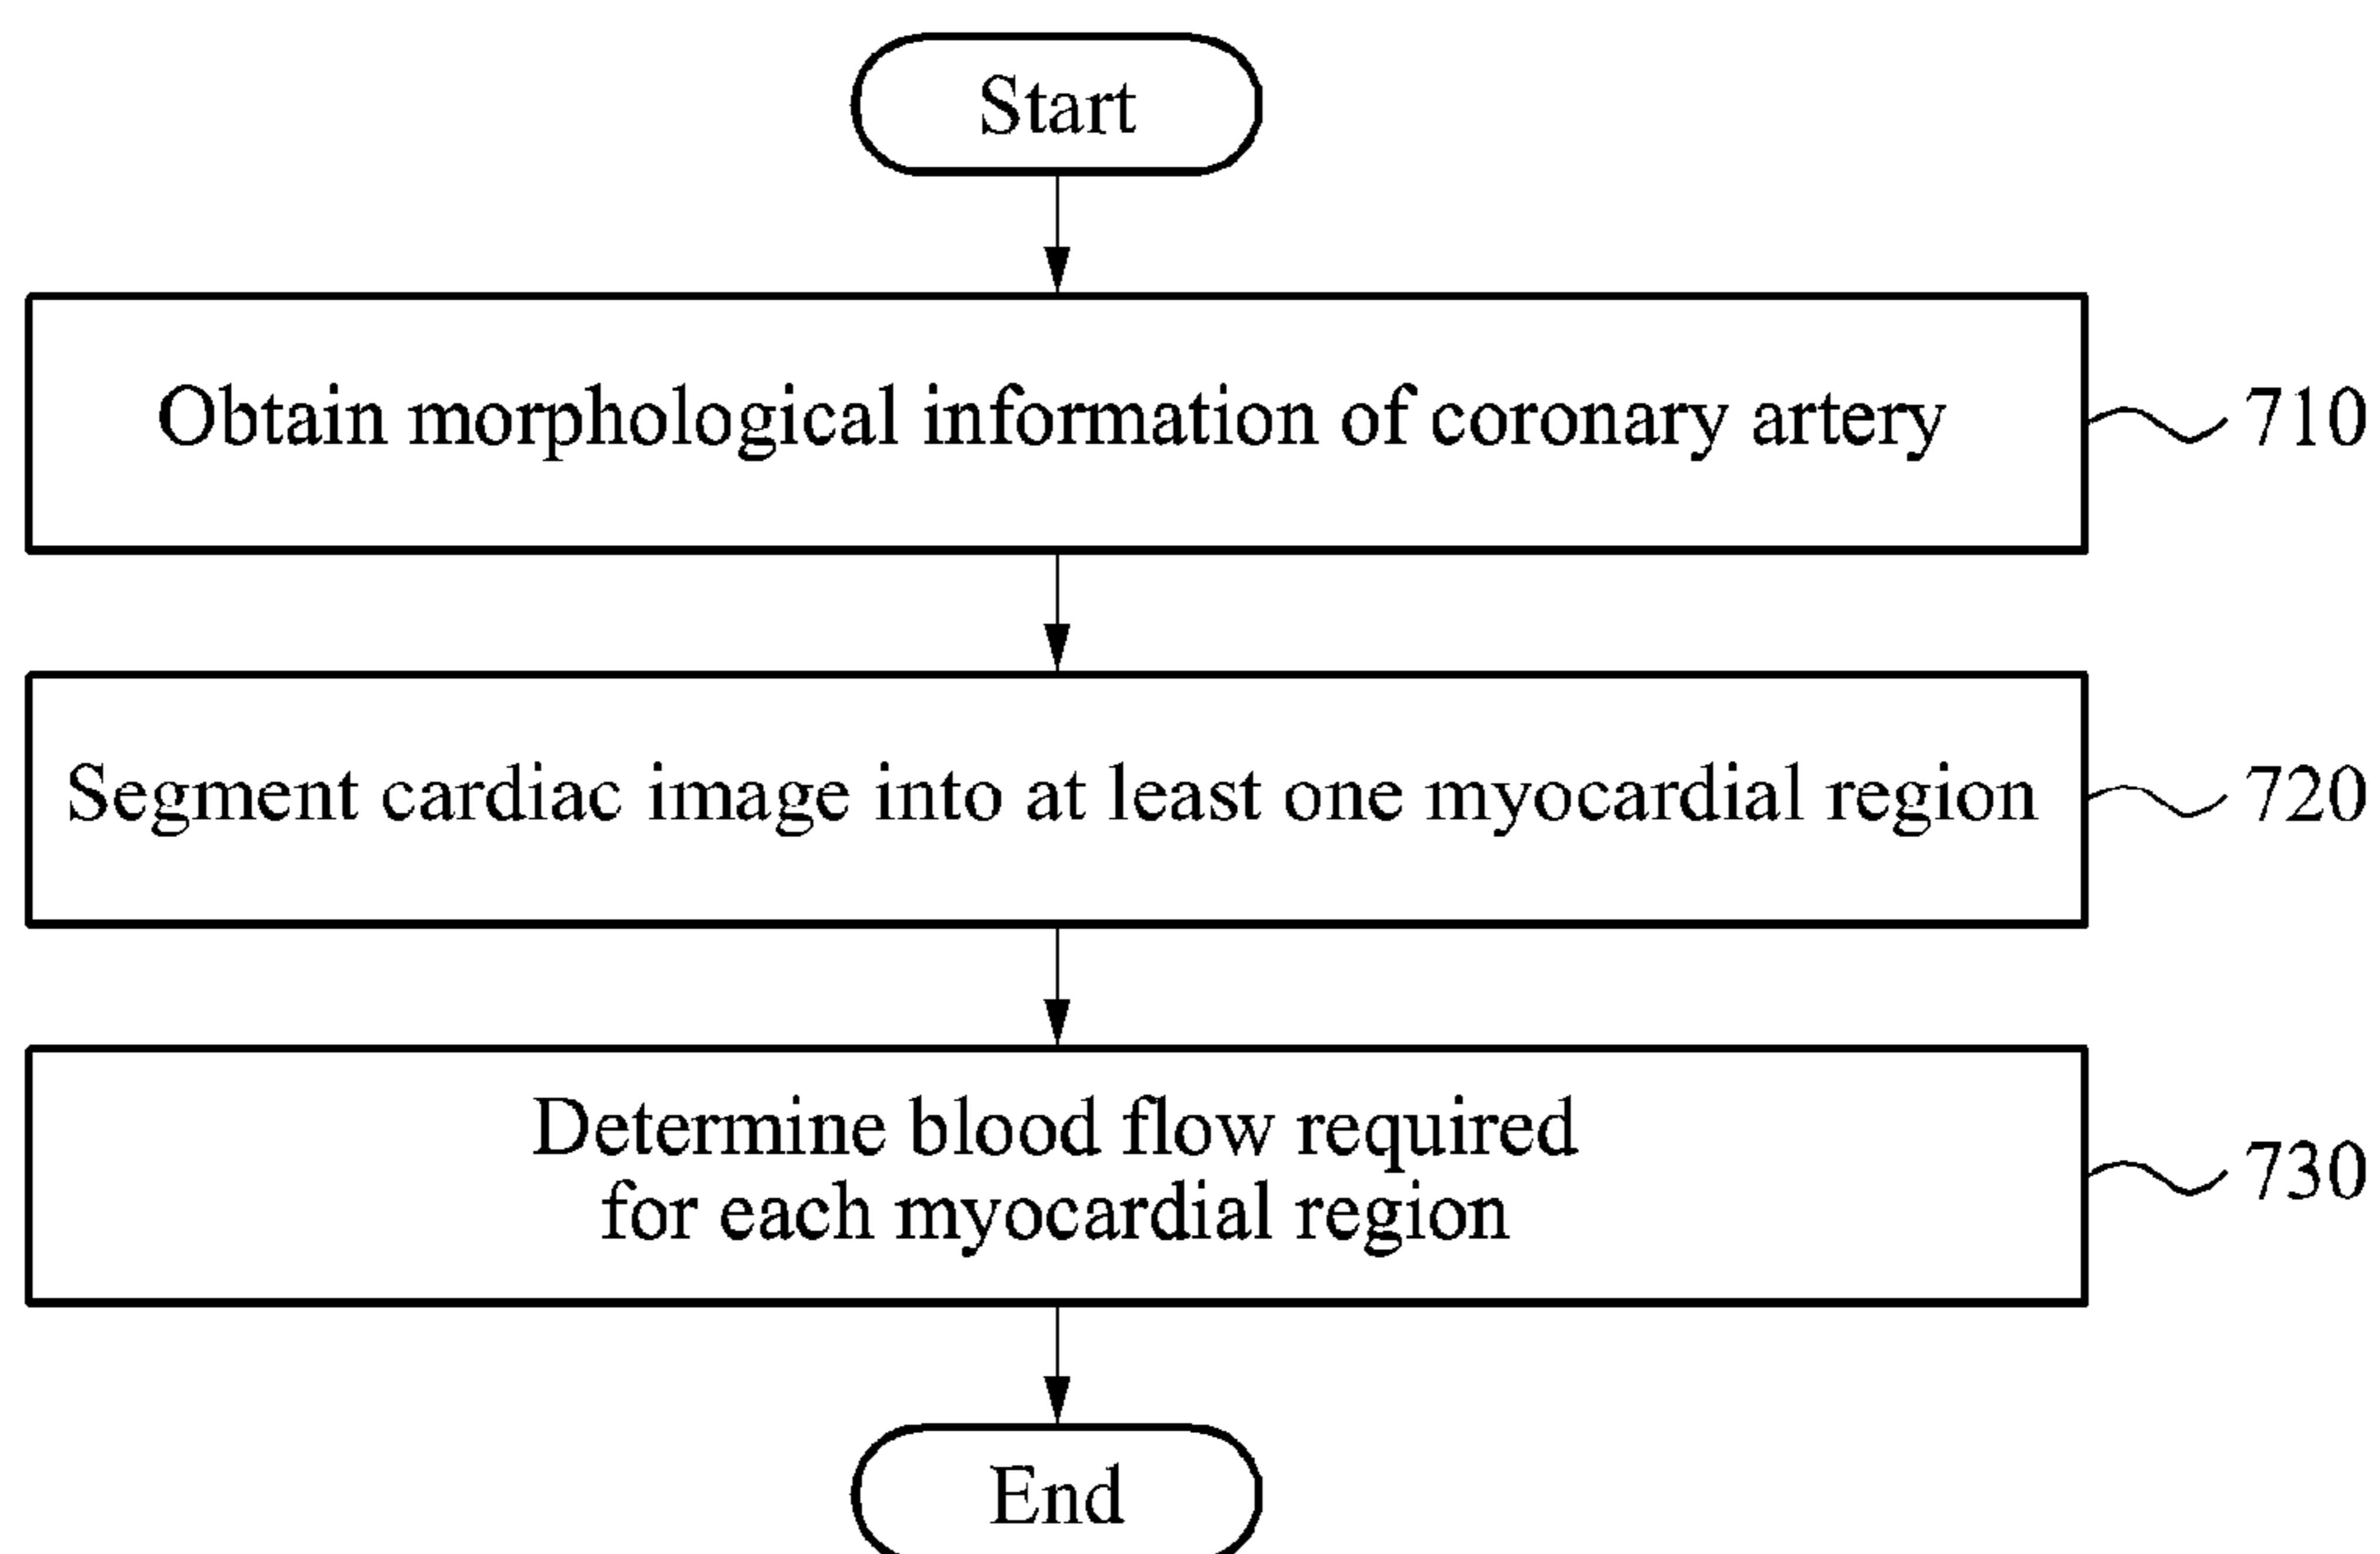 Start
Obtain morphological information of coronary artery
710
Segment cardiac image into at least one myocardial region
720
Determine blood flow required
for each myocardial region
730
End